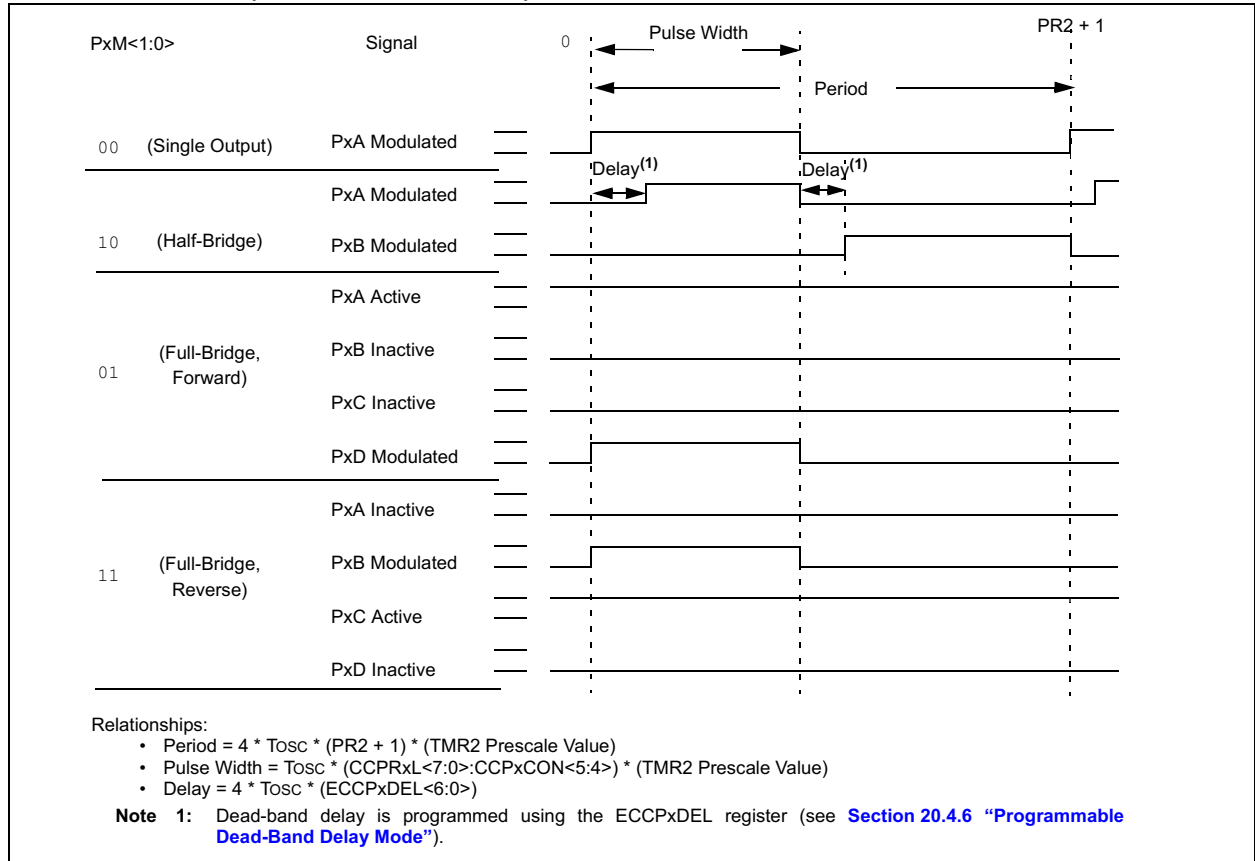 PxM<1:0> Signal 0 Pulse Width PR2 + 1
Period
00 (Single Output) PxA Modulated
Delay(1) Delay(1)
PxA Modulated
10 (Half-Bridge) PxB Modulated
PxA Active
01 (Full-Bridge, Forward) PxB Inactive
PxC Inactive
PxD Modulated
PxA Inactive
11 (Full-Bridge, Reverse) PxB Modulated
PxC Active
PxD Inactive
Relationships:
• Period = 4 * TOSC * (PR2 + 1) * (TMR2 Prescale Value)
• Pulse Width = TOSC * (CCPRxL<7:0>:CCPxCON<5:4>) * (TMR2 Prescale Value)
• Delay = 4 * TOSC * (ECCPxDEL<6:0>)
Note 1: Dead-band delay is programmed using the ECCPxDEL register (see Section 20.4.6 “Programmable
Dead-Band Delay Mode”).